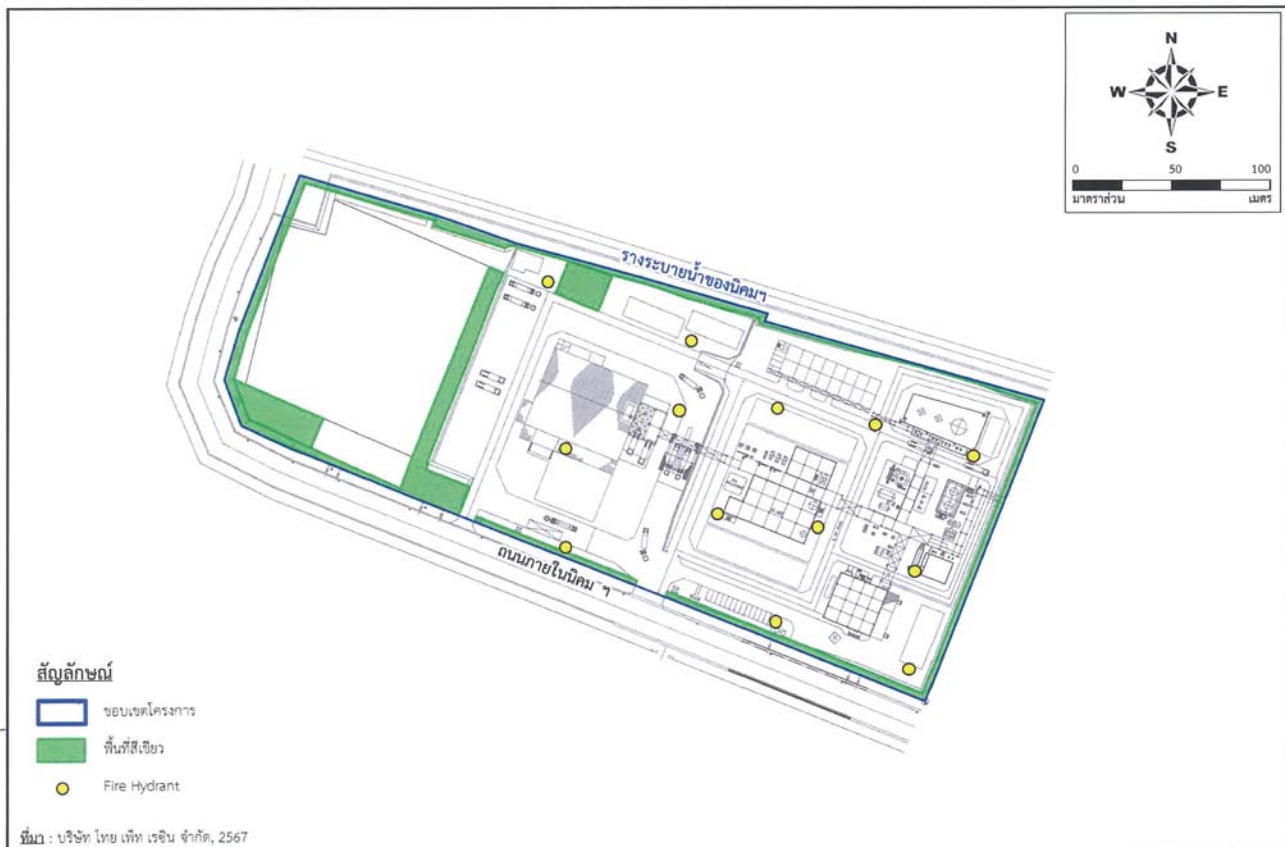 N
W E
S
0 50 100
มาตราส่วน เมตร
รางระบายน้ำของนิคมฯ
ถนนภายในนิคม ฯ
สัญลักษณ์
ขอบเขตโครงการ
พื้นที่สีเขียว
Fire Hydrant
ที่มา : บริษัท ไทย เพ็ท เรซิน จำกัด, 2567